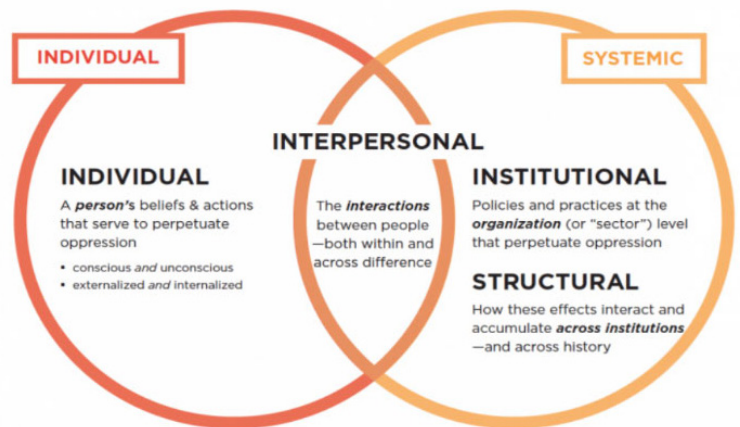 INDIVIDUAL
SYSTEMIC
INTERPERSONAL
INDIVIDUAL
A person's beliefs & actions
that serve to perpetuate
oppression
• conscious and unconscious
• externalized and internalized
The interactions
between people
—both within and
across difference
INSTITUTIONAL
Policies and practices at the
organization (or “sector”) level
that perpetuate oppression
STRUCTURAL
How these effects interact and
accumulate across institutions
—and across history